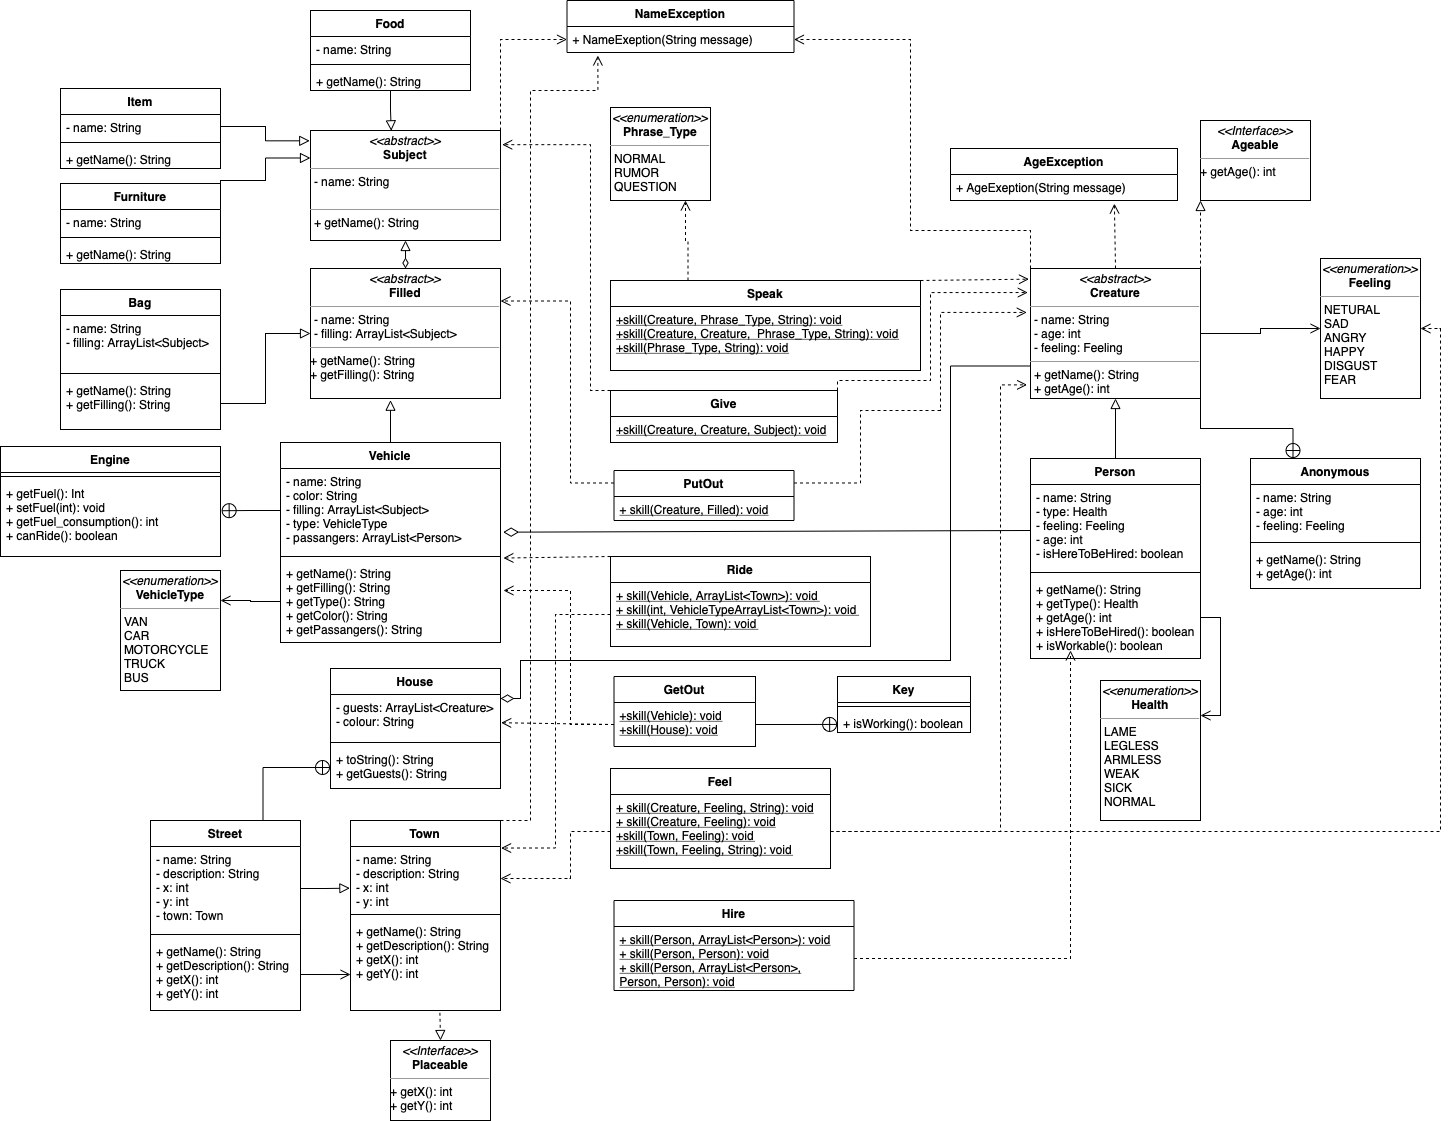 Food
- name: String
+ getName(): String
NameException
+ NameExeption(String message)
Item
- name: String
+ getName(): String
<<abstract>>
Subject
- name: String
+ getName(): String
<<enumeration>>
Phrase_Type
NORMAL
RUMOR
QUESTION
AgeException
+ AgeExeption(String message)
<<Interface>>
Ageable
+ getAge(): int
Furniture
- name: String
+ getName(): String
<<abstract>>
Filled
- name: String
- filling: ArrayList<Subject>
+ getName(): String
+ getFilling(): String
Bag
- name: String
- filling: ArrayList<Subject>
+ getName(): String
+ getFilling(): String
Speak
+skill(Creature, Phrase_Type, String): void
+skill(Creature, Creature, Phrase_Type, String): void
+skill(Phrase_Type, String): void
<<abstract>>
Creature
- name: String
- age: int
- feeling: Feeling
+ getName(): String
+ getAge(): int
<<enumeration>>
Feeling
NETURAL
SAD
ANGRY
HAPPY
DISGUST
FEAR
Give
+skill(Creature, Creature, Subject): void
Engine
+ getFuel(): Int
+ setFuel(int): void
+ getFuel_consumption(): int
+ canRide(): boolean
Vehicle
- name: String
- color: String
- filling: ArrayList<Subject>
- type: VehicleType
- passangers: ArrayList<Person>
+ getName(): String
+ getFilling(): String
+ getType(): String
+ getColor(): String
+ getPassangers(): String
PutOut
+ skill(Creature, Filled): void
Person
- name: String
- type: Health
- feeling: Feeling
- age: int
- isHereToBeHired: boolean
+ getName(): String
+ getType(): Health
+ getAge(): int
+ isHereToBeHired(): boolean
+ isWorkable(): boolean
Anonymous
- name: String
- age: int
- feeling: Feeling
+ getName(): String
+ getAge(): int
<<enumeration>>
VehicleType
VAN
CAR
MOTORCYCLE
TRUCK
BUS
Ride
+ skill(Vehicle, ArrayList<Town>): void
+ skill(int, VehicleTypeArrayList<Town>): void
+ skill(Vehicle, Town): void
House
- guests: ArrayList<Creature>
- colour: String
+ toString(): String
+ getGuests(): String
GetOut
+skill(Vehicle): void
+skill(House): void
Key
+ isWorking(): boolean
<<enumeration>>
Health
LAME
LEGLESS
ARMLESS
WEAK
SICK
NORMAL
Feel
+ skill(Creature, Feeling, String): void
+ skill(Creature, Feeling): void
+skill(Town, Feeling): void
+skill(Town, Feeling, String): void
Street
- name: String
- description: String
- x: int
- y: int
- town: Town
+ getName(): String
+ getDescription(): String
+ getX(): int
+ getY(): int
Town
- name: String
- description: String
- x: int
- y: int
+ getName(): String
+ getDescription(): String
+ getX(): int
+ getY(): int
Hire
+ skill(Person, ArrayList<Person>): void
+ skill(Person, Person): void
+ skill(Person, ArrayList<Person>,
Person, Person): void
<<Interface>>
Placeable
+ getX(): int
+ getY(): int